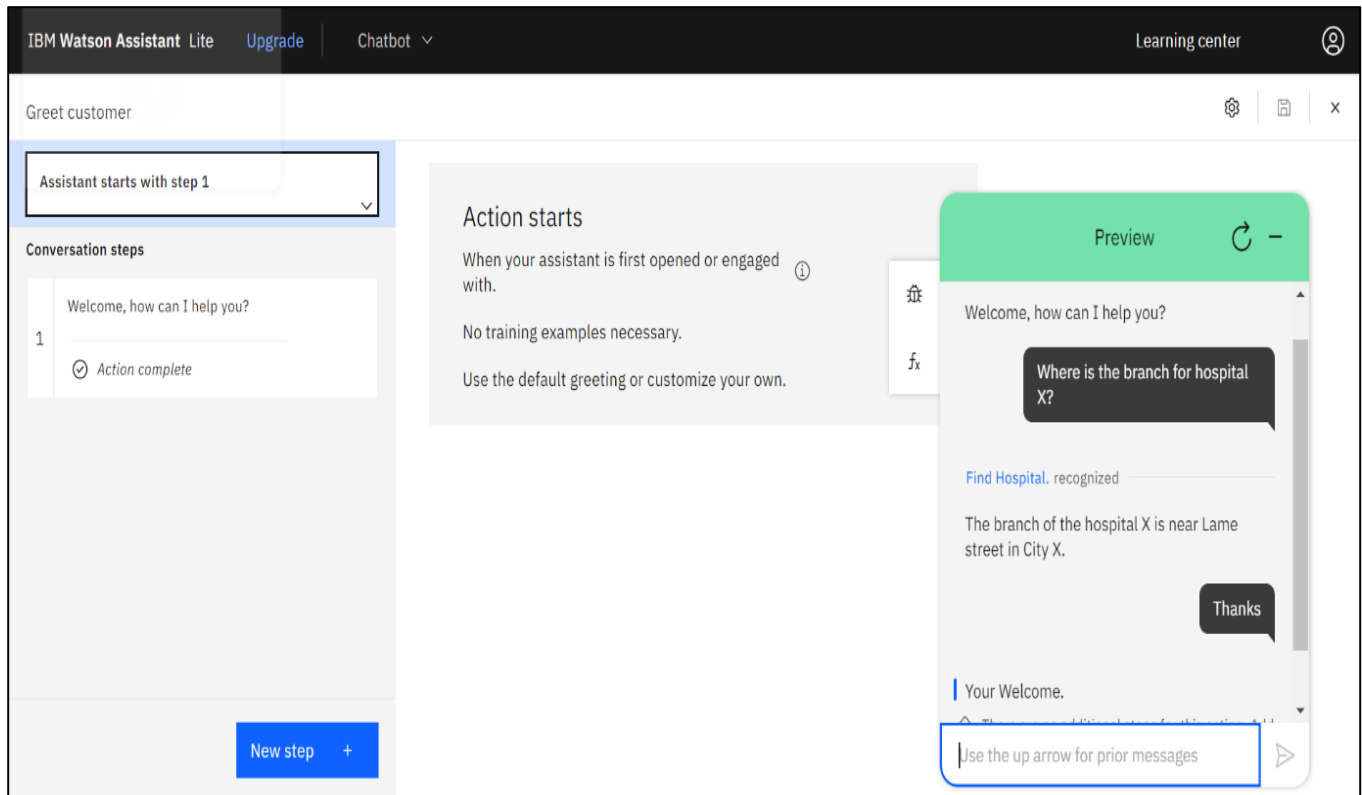 IBM Watson Assistant Lite Upgrade Chatbot Learning center
Greet customer
Assistant starts with step 1
Conversation steps
1
Welcome, how can I help you?
Action complete
New step +
Action starts
When your assistant is first opened or engaged
with.
No training examples necessary.
Use the default greeting or customize your own.
fx
Preview
Welcome, how can I help you?
Where is the branch for hospital
X?
Find Hospital. recognized
The branch of the hospital X is near Lame
street in City X.
Thanks
Your Welcome.
Use the up arrow for prior messages